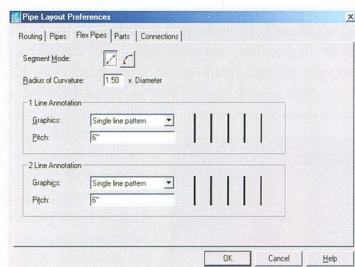 Pipe Layout Preferences
Routing Pipes Flex Pipes Parts Connections
Segment Mode:
Radius of Curvature: 1.50 x Diameter
1 Line Annotation
Graphics: Single line pattern
Pitch: 6"
2 Line Annotation
Graphics: Single line pattern
Pitch: 6"
OK Cancel Help